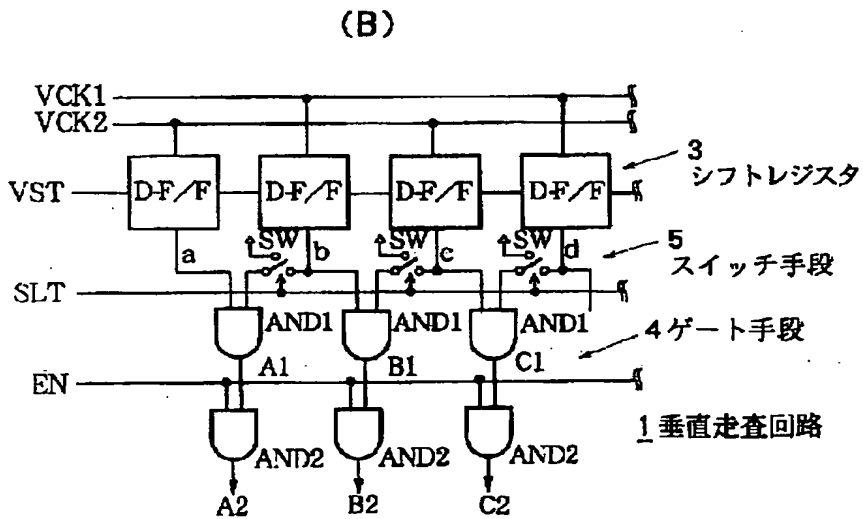 (B)
VCK1
VCK2
VST D-F/F D-F/F D-F/F D-F/F
3
シフトレジスタ
a SW b SW c SW d
5
スイッチ手段
SLT
AND1 AND1 AND1
4 ゲート手段
A1 B1 C1
EN
1 垂直走査回路
AND2 AND2 AND2
A2 B2 C2